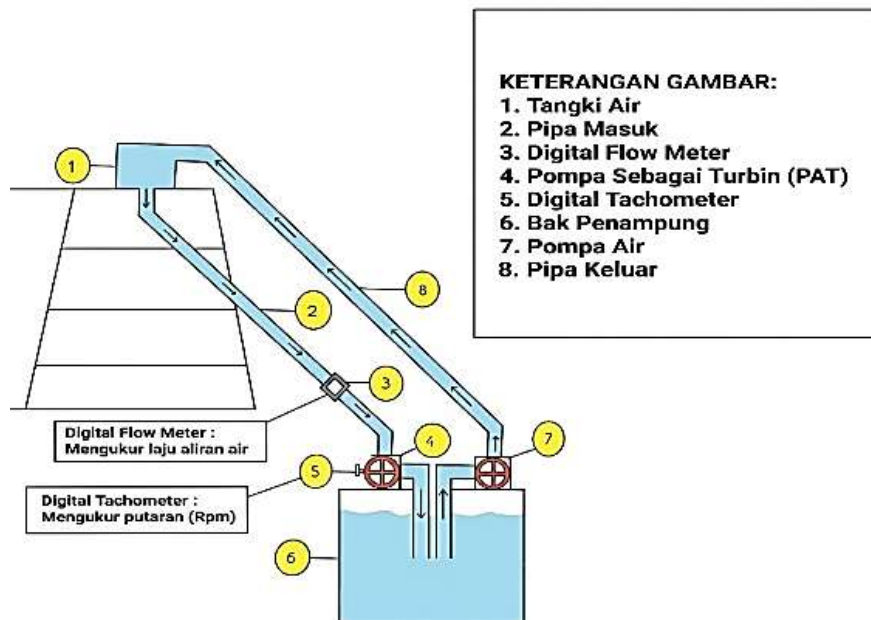 KETERANGAN GAMBAR:
1. Tangki Air
2. Pipa Masuk
3. Digital Flow Meter
4. Pompa Sebagai Turbin (PAT)
5. Digital Tachometer
6. Bak Penampung
7. Pompa Air
8. Pipa Keluar
1
8
2
3
Digital Flow Meter :
Mengukur laju aliran air
4
7
5
Digital Tachometer :
Mengukur putaran (Rpm)
6